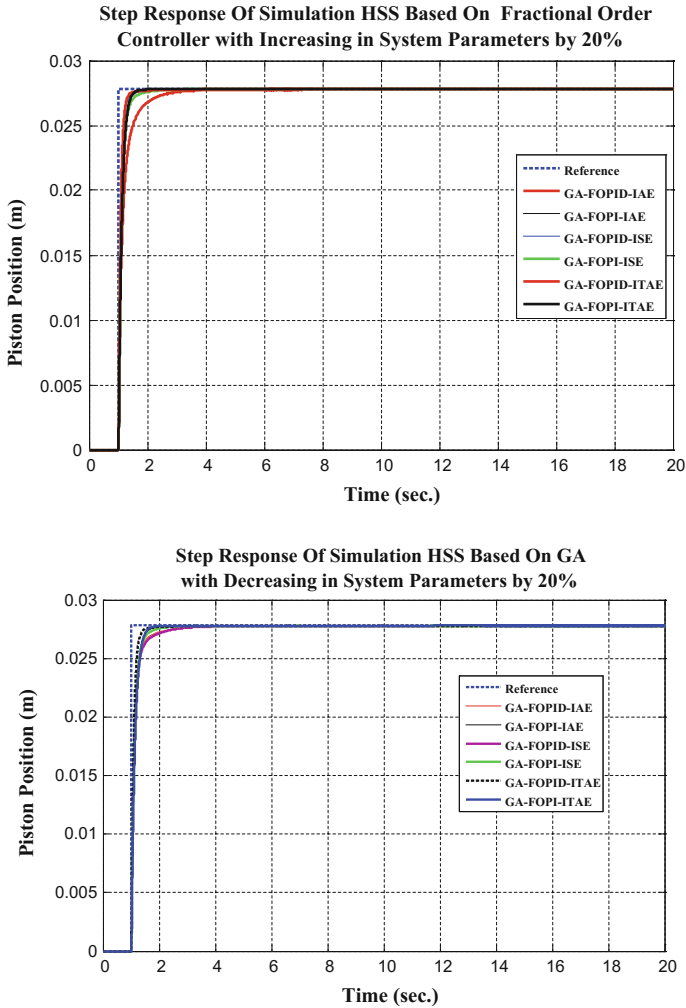 Step Response Of Simulation HSS Based On Fractional Order
Controller with Increasing in System Parameters by 20%
0.03
0.025
0.02
0.015
0.01
0.005
0
Piston Position (m)
Reference
GA-FOPID-IAE
GA-FOPI-IAE
GA-FOPID-ISE
GA-FOPI-ISE
GA-FOPID-ITAE
GA-FOPI-ITAE
0 2 4 6 8 10 12 14 16 18 20
Time (sec.)
Step Response Of Simulation HSS Based On GA
with Decreasing in System Parameters by 20%
0.03
0.025
0.02
0.015
0.01
0.005
0
Piston Position (m)
Reference
GA-FOPID-IAE
GA-FOPI-IAE
GA-FOPID-ISE
GA-FOPI-ISE
GA-FOPID-ITAE
GA-FOPI-ITAE
0 2 4 6 8 10 12 14 16 18 20
Time (sec.)